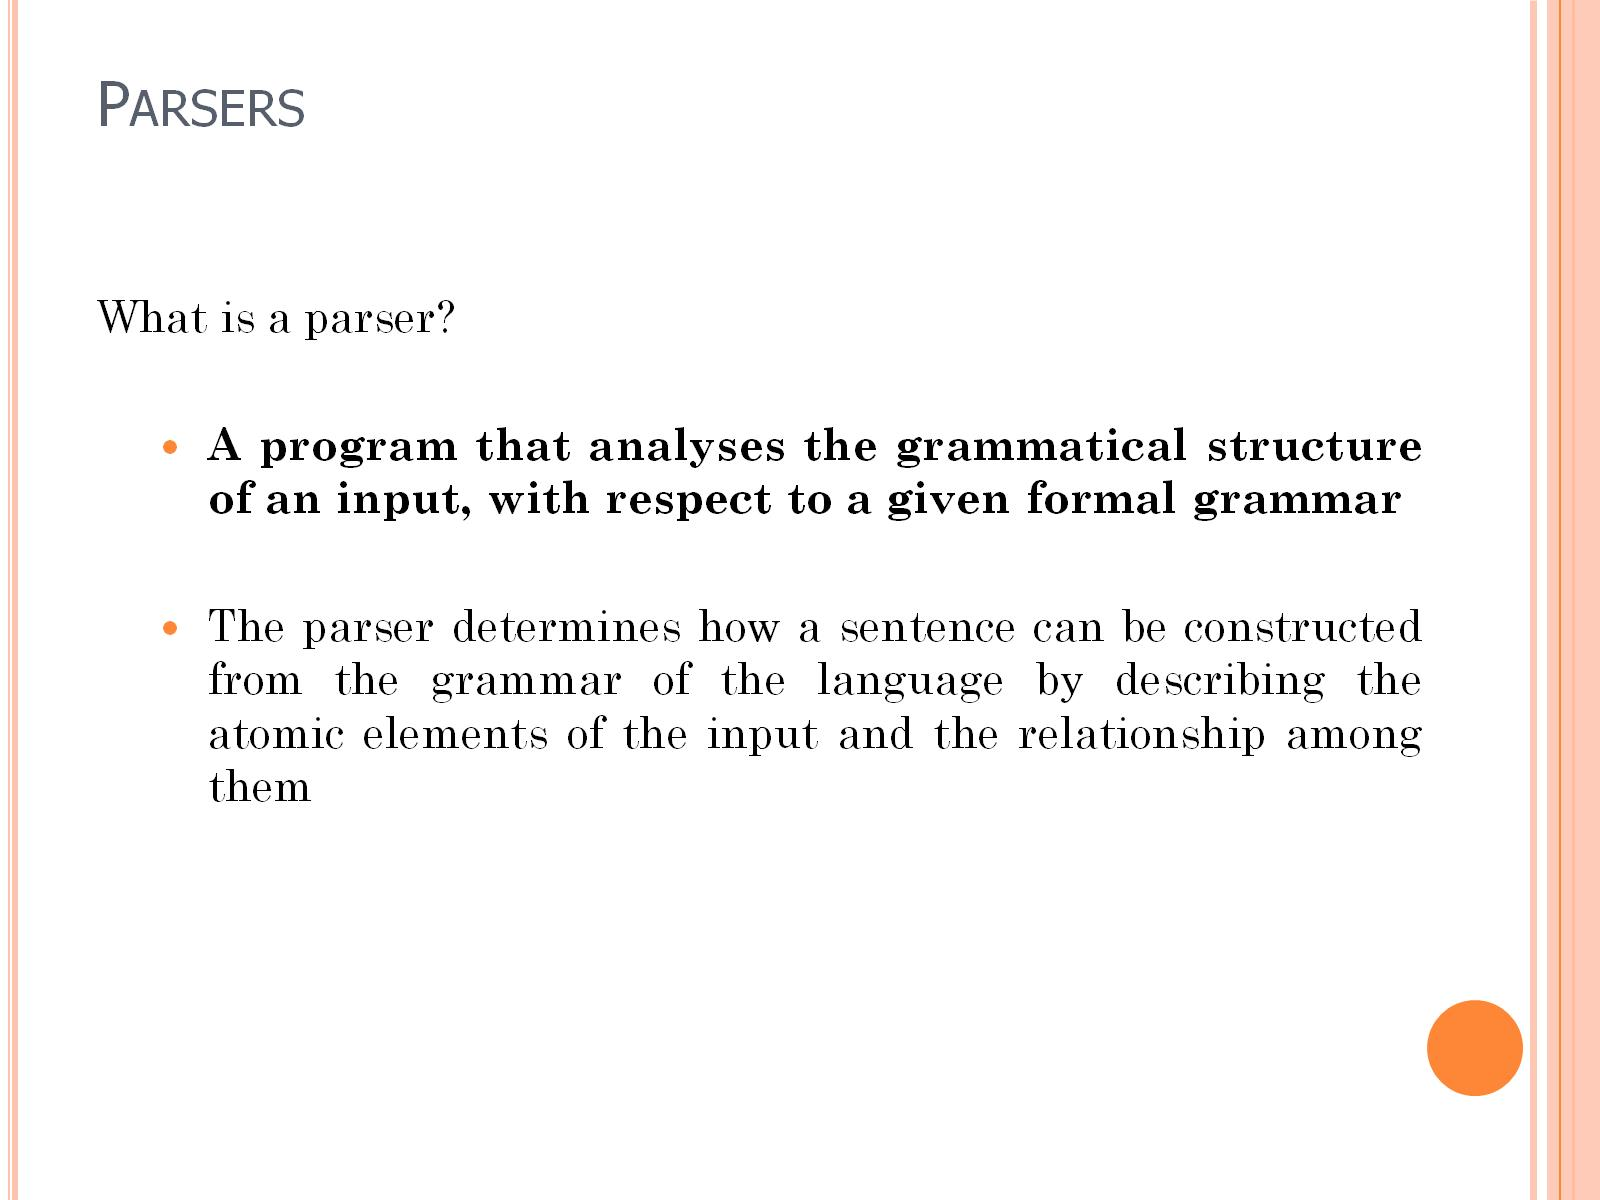 PARSERS
What is a parser?
• A program that analyses the grammatical structure
of an input, with respect to a given formal grammar
• The parser determines how a sentence can be constructed
from the grammar of the language by describing the
atomic elements of the input and the relationship among
them